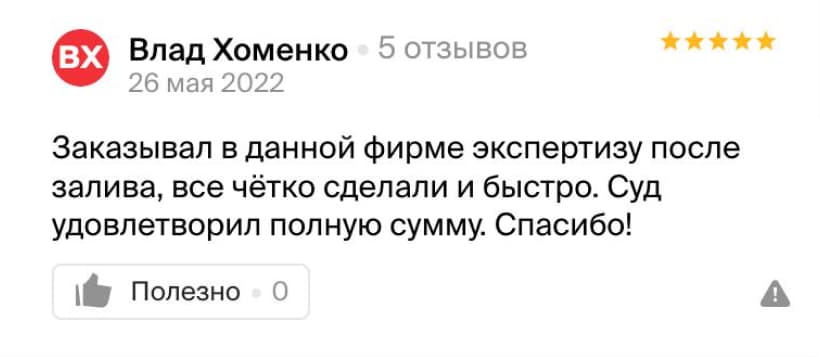 ВХ Влад Хоменко • 5 отзывов
26 мая 2022
Заказывал в данной фирме экспертизу после
залива, все чётко сделали и быстро. Суд
удовлетворил полную сумму. Спасибо!
Полезно • 0